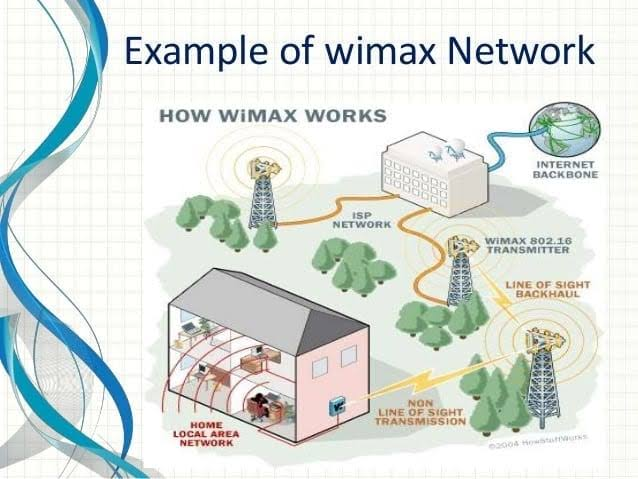 Example of wimax Network
HOW WiMAX WORKS
INTERNET
BACKBONE
ISP
NETWORK
WiMAX 802.16
TRANSMITTER
LINE OF SIGHT
BACKHAUL
NON
LINE OF SIGHT
TRANSMISSION
HOME
LOCAL AREA
NETWORK
©2004 HowStuffWorks